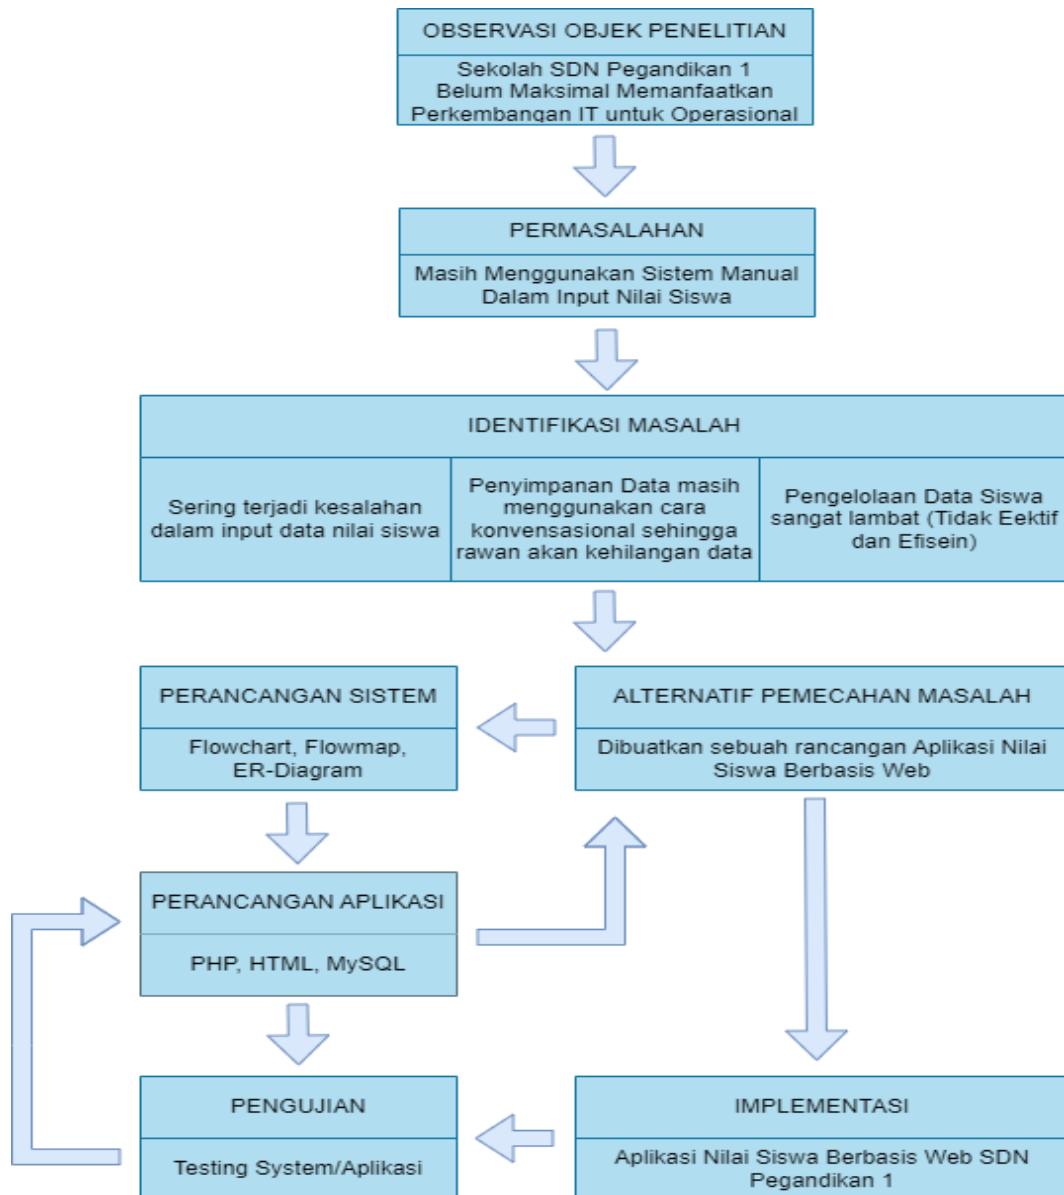 OBSERVASI OBJEK PENELITIAN
Sekolah SDN Pegandikan 1
Belum Maksimal Memanfaatkan
Perkembangan IT untuk Operasional
PERMASALAHAN
Masih Menggunakan Sistem Manual
Dalam Input Nilai Siswa
IDENTIFIKASI MASALAH
Sering terjadi kesalahan
dalam input data nilai siswa
Penyimpanan Data masih
menggunakan cara
konvensasional sehingga
rawan akan kehilangan data
Pengelolaan Data Siswa
sangat lambat (Tidak Eektif
dan Efisein)
PERANCANGAN SISTEM
Flowchart, Flowmap,
ER-Diagram
ALTERNATIF PEMECAHAN MASALAH
Dibuatkan sebuah rancangan Aplikasi Nilai
Siswa Berbasis Web
PERANCANGAN APLIKASI
PHP, HTML, MySQL
PENGUJIAN
Testing System/Aplikasi
IMPLEMENTASI
Aplikasi Nilai Siswa Berbasis Web SDN
Pegandikan 1